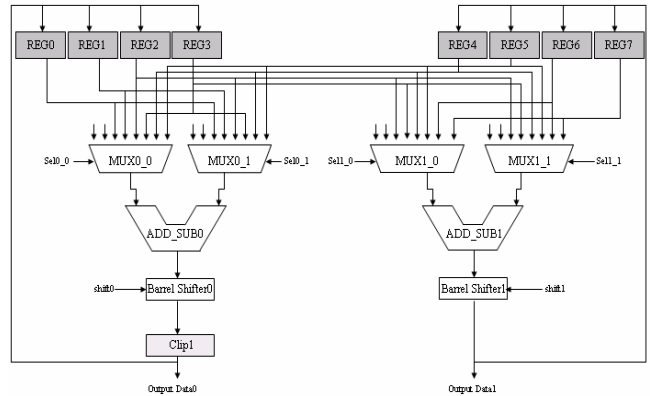 REG0 REG1 REG2 REG3 REG4 REG5 REG6 REG7
Sel0_0 MUX0_0 MUX0_1 Sel0_1 Sel1_0 MUX1_0 MUX1_1 Sel1_1
ADD_SUB0 ADD_SUB1
shift0 Barrel Shifter0 Barrel Shifter1 shift1
Clip1
Output Data0 Output Data1